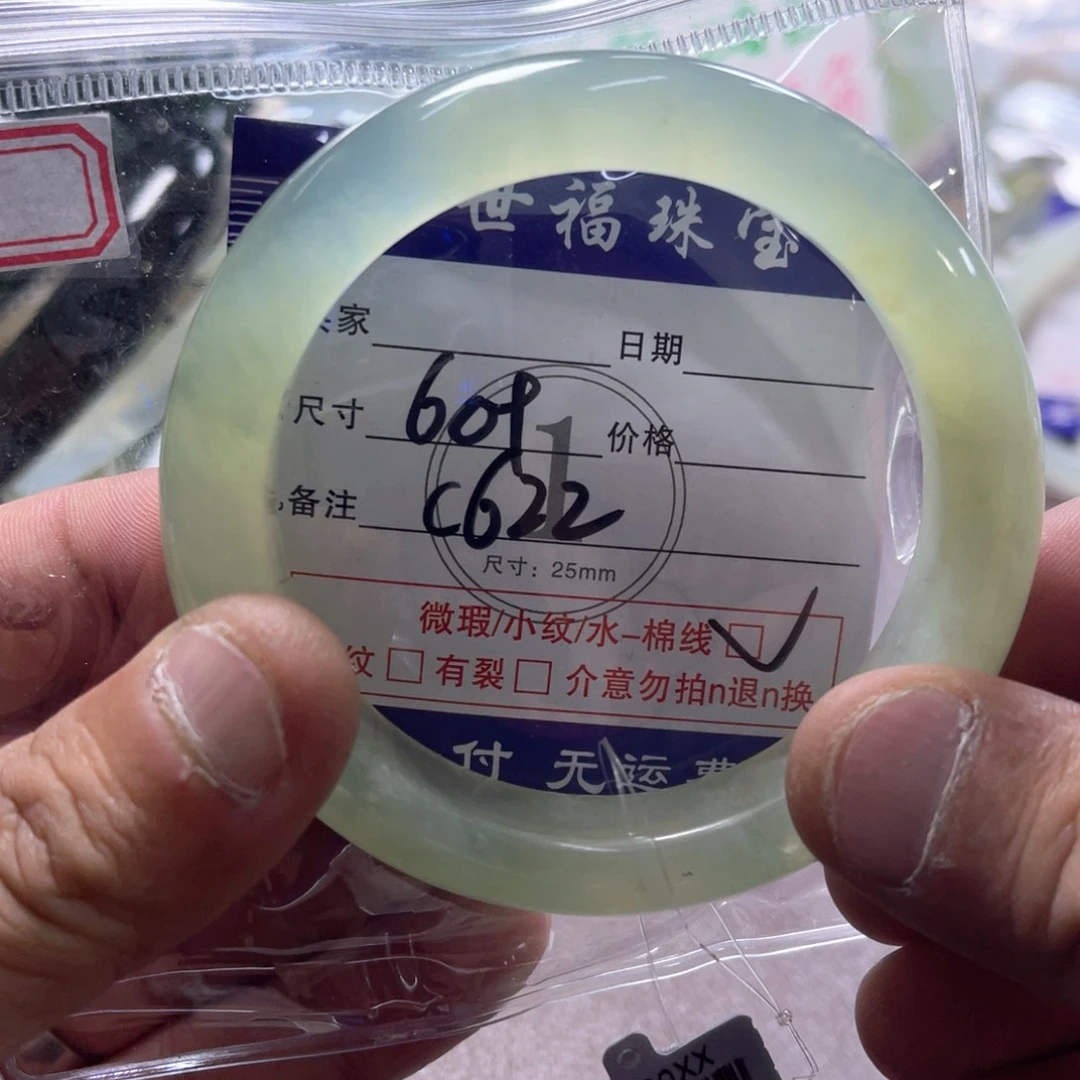 世福珠宝
家 日期
尺寸 609 价格
备注 C622
1
尺寸：25mm
微瑕/小纹/水-棉线 □ ✓
纹 □ 有裂 □ 介意勿拍n退n换
付 无 运 费